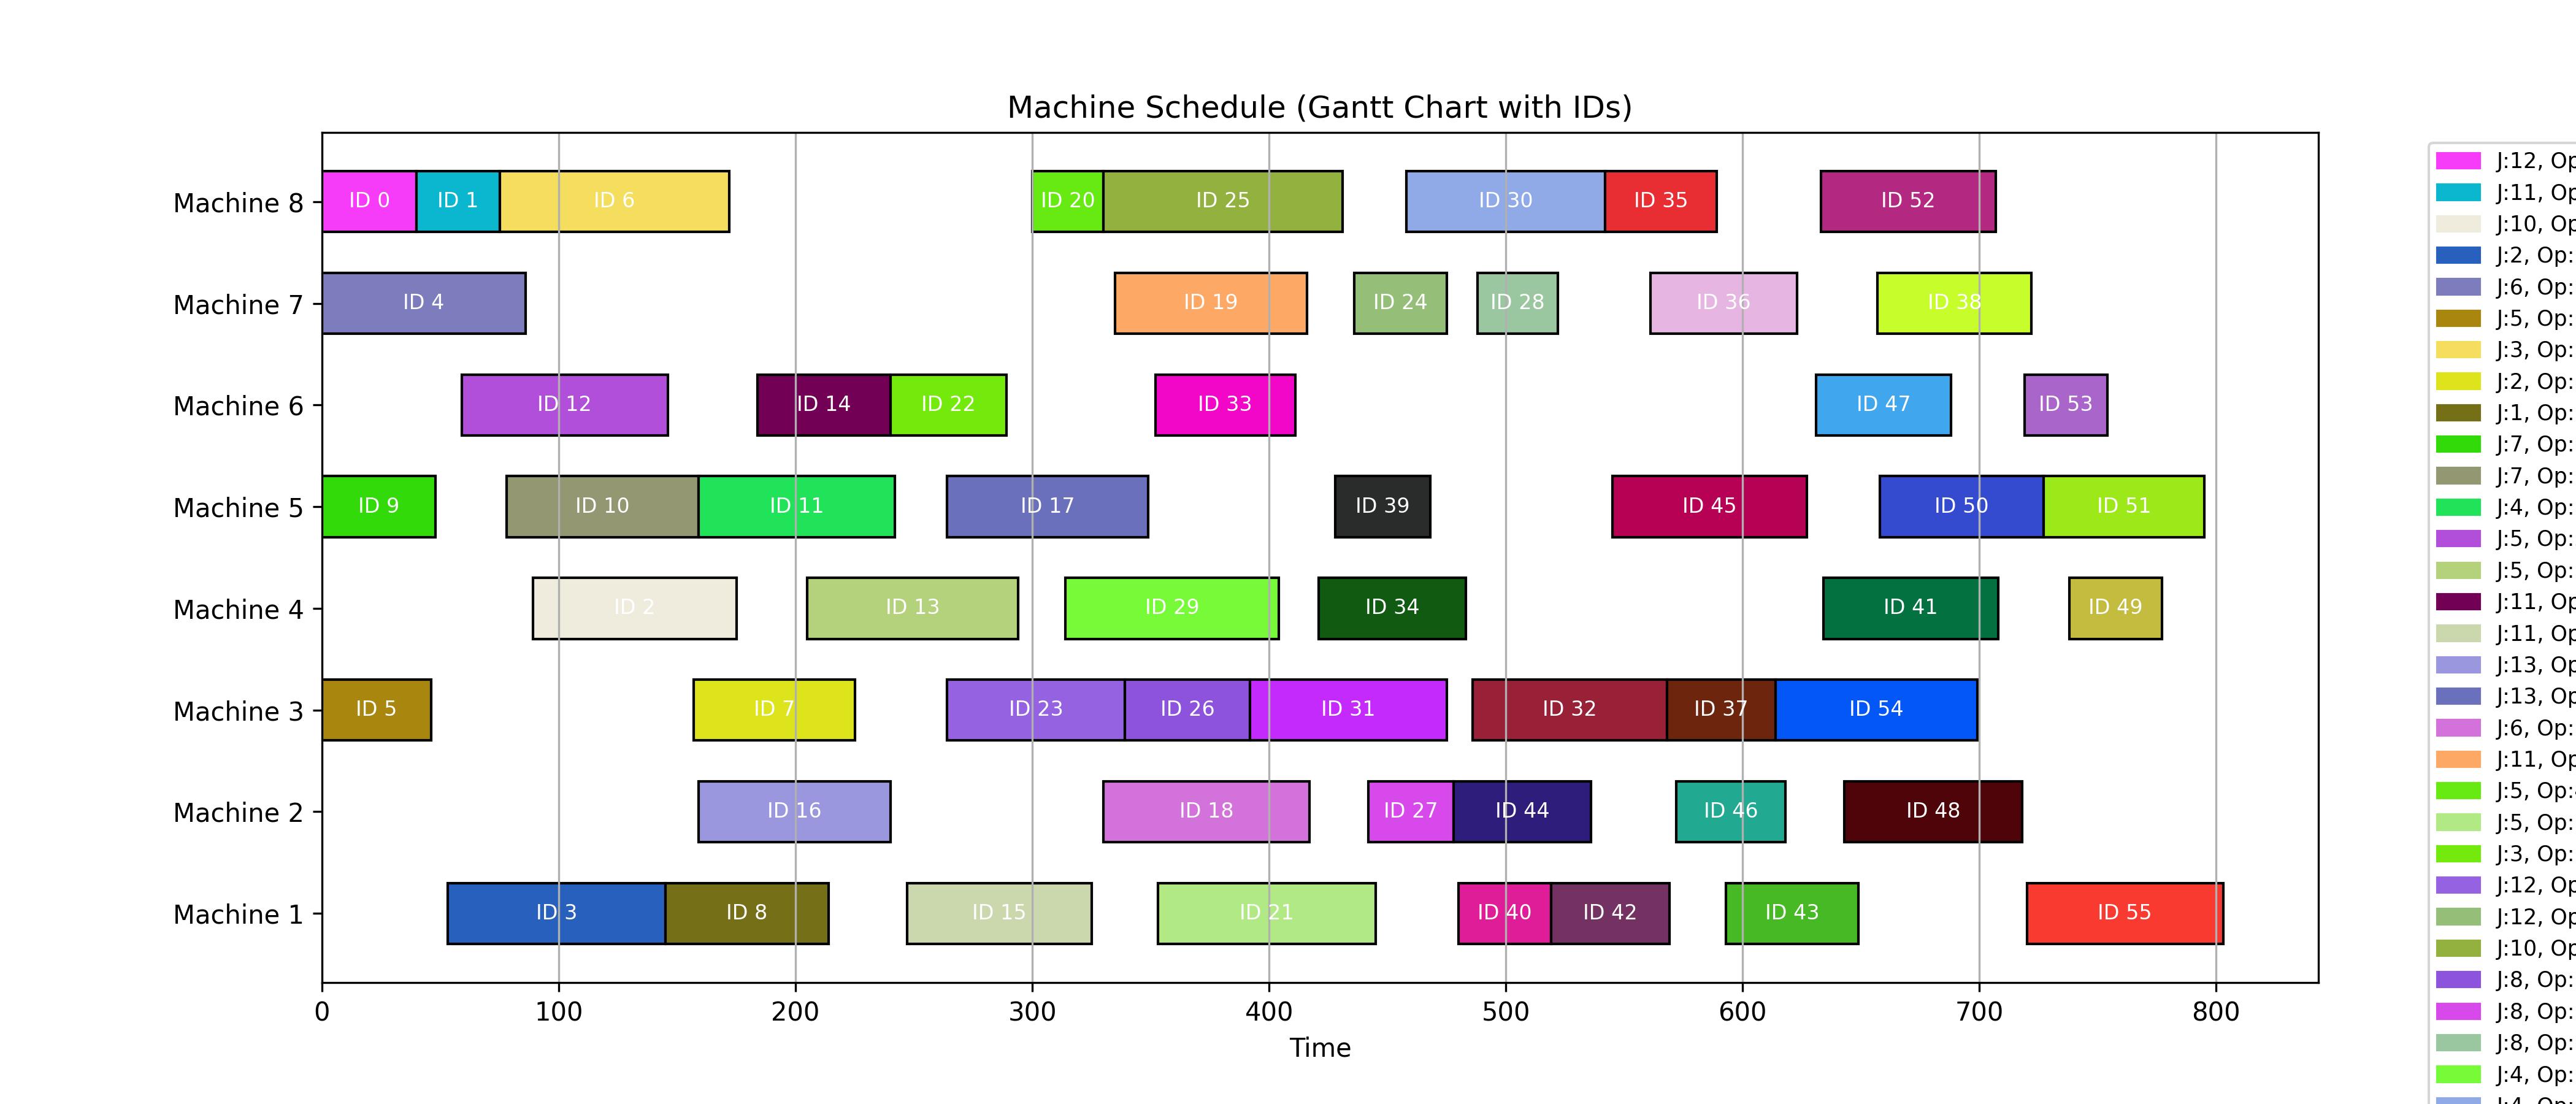 Machine Schedule (Gantt Chart with IDs)
Machine 8
ID 0
ID 1
ID 6
ID 20
ID 25
ID 30
ID 35
ID 52
Machine 7
ID 4
ID 19
ID 24
ID 28
ID 36
ID 38
Machine 6
ID 12
ID 14
ID 22
ID 33
ID 47
ID 53
Machine 5
ID 9
ID 10
ID 11
ID 17
ID 39
ID 45
ID 50
ID 51
Machine 4
ID 2
ID 13
ID 29
ID 34
ID 41
ID 49
Machine 3
ID 5
ID 7
ID 23
ID 26
ID 31
ID 32
ID 37
ID 54
Machine 2
ID 16
ID 18
ID 27
ID 44
ID 46
ID 48
Machine 1
ID 3
ID 8
ID 15
ID 21
ID 40
ID 42
ID 43
ID 55
0 100 200 300 400 500 600 700 800
Time
J:12, Op
J:11, Op
J:10, Op
J:2, Op:
J:6, Op:
J:5, Op:
J:3, Op:
J:2, Op:
J:1, Op:
J:7, Op:
J:7, Op:
J:4, Op:
J:5, Op:
J:5, Op:
J:11, Op
J:11, Op
J:13, Op
J:13, Op
J:6, Op:
J:11, Op
J:5, Op:
J:5, Op:
J:3, Op:
J:12, Op
J:12, Op
J:10, Op
J:8, Op:
J:8, Op:
J:8, Op:
J:4, Op: